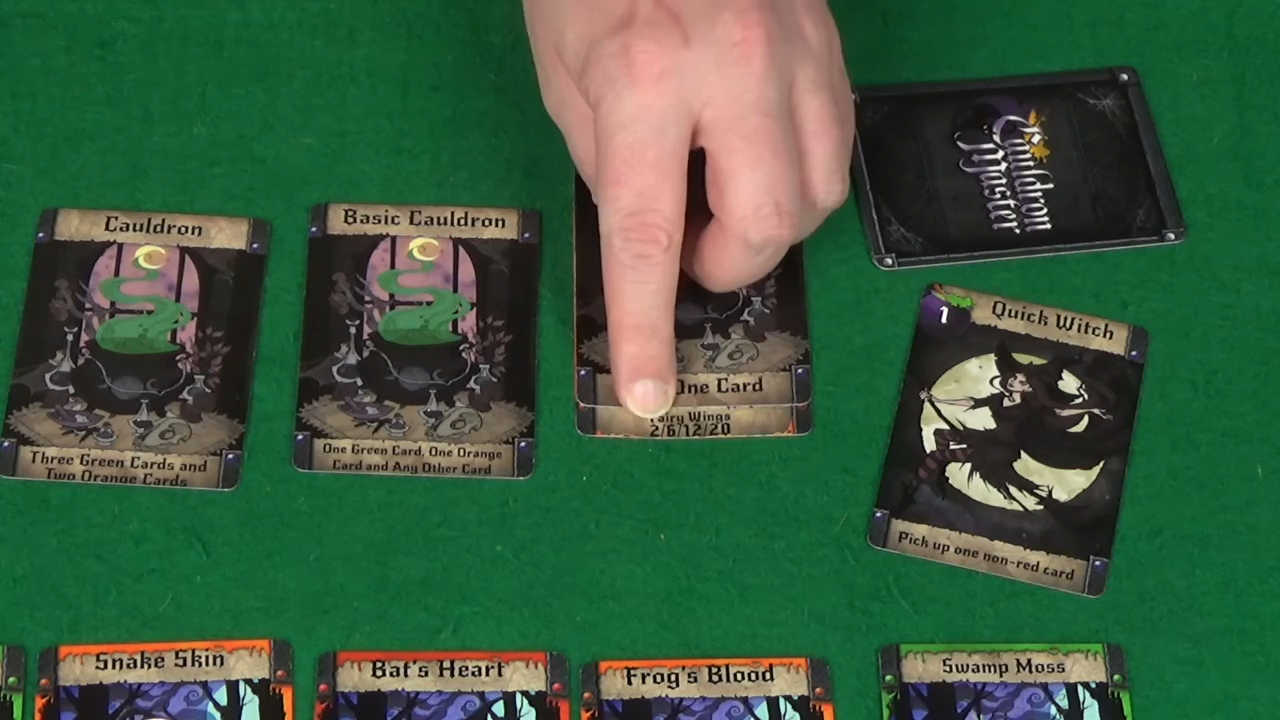 Cauldron
Three Green Cards and
Two Orange Cards
Basic Cauldron
One Green Card, One Orange
Card and Any Other Card
One Card
Fairy Wings
2/6/12/20
Cauldron
Master
1
Quick Witch
Pick up one non-red card
Snake Skin
Bat's Heart
Frog's Blood
Swamp Moss